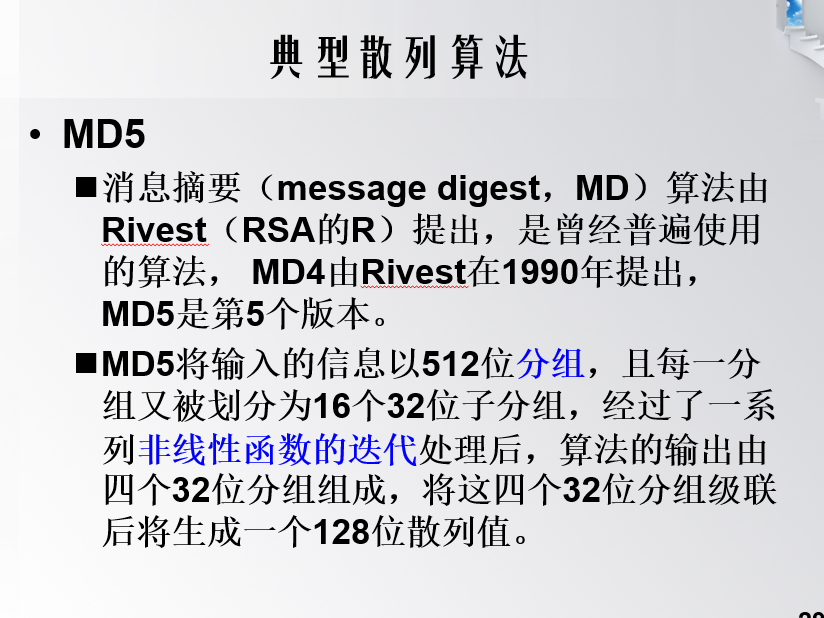 典型散列算法
• MD5
■消息摘要（message digest，MD）算法由
Rivest（RSA的R）提出，是曾经普遍使用
的算法， MD4由Rivest在1990年提出，
MD5是第5个版本。
■MD5将输入的信息以512位分组，且每一分
组又被划分为16个32位子分组，经过了一系
列非线性函数的迭代处理后，算法的输出由
四个32位分组组成，将这四个32位分组级联
后将生成一个128位散列值。